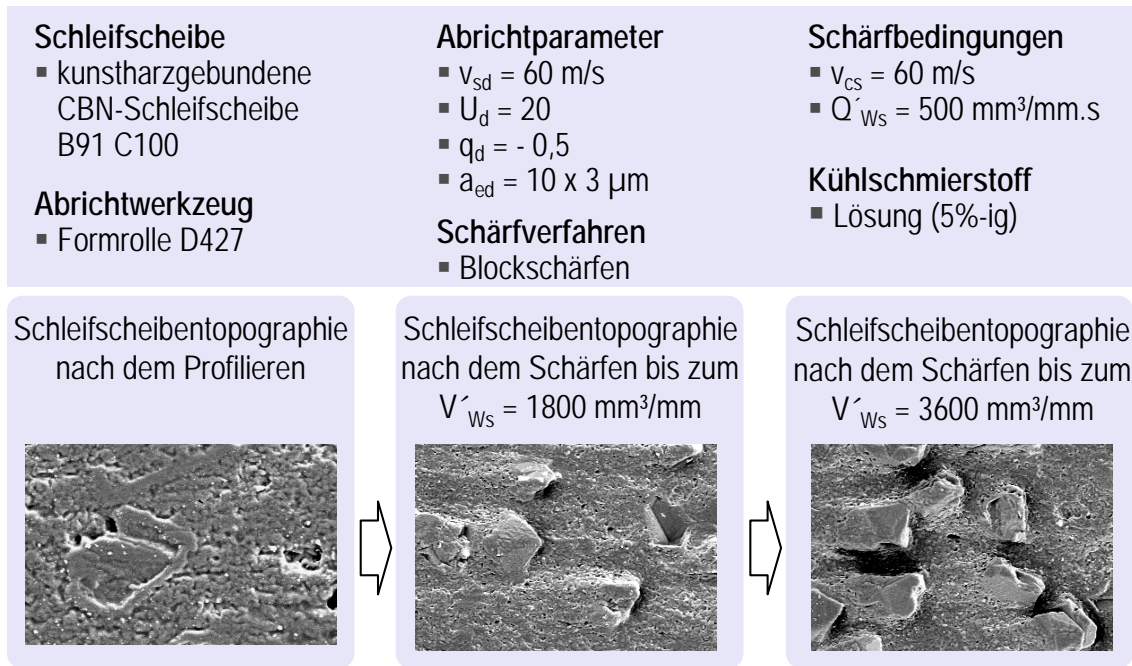 Schleifscheibe
▪ kunstharzgebundene
CBN-Schleifscheibe
B91 C100
Abrichtwerkzeug
▪ Formrolle D427
Abrichtparameter
▪ v_sd = 60 m/s
▪ U_d = 20
▪ q_d = - 0,5
▪ a_ed = 10 x 3 µm
Schärfverfahren
▪ Blockschärfen
Schärfbedingungen
▪ v_cs = 60 m/s
▪ Q´_Ws = 500 mm³/mm.s
Kühlschmierstoff
▪ Lösung (5%-ig)
Schleifscheibentopographie
nach dem Profilieren
Schleifscheibentopographie
nach dem Schärfen bis zum
V´_Ws = 1800 mm³/mm
Schleifscheibentopographie
nach dem Schärfen bis zum
V´_Ws = 3600 mm³/mm